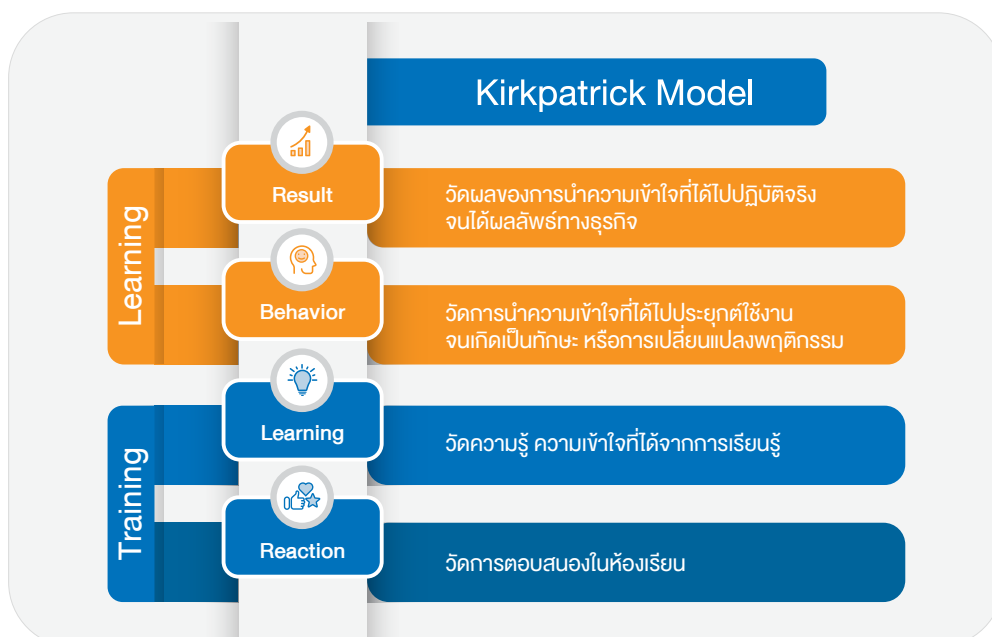 Kirkpatrick Model
Learning
Result
วัดผลของการนำความเข้าใจที่ได้ไปปฏิบัติจริง
จนได้ผลลัพธ์ทางธุรกิจ
Behavior
วัดการนำความเข้าใจที่ได้ไปประยุกต์ใช้งาน
จนเกิดเป็นทักษะ หรือการเปลี่ยนแปลงพฤติกรรม
Training
Learning
วัดความรู้ ความเข้าใจที่ได้จากการเรียนรู้
Reaction
วัดการตอบสนองในห้องเรียน